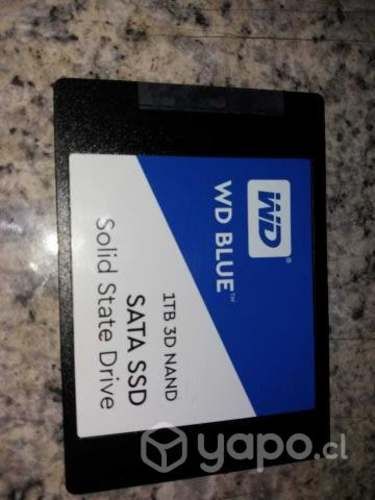 WD®
WD BLUE™
1TB 3D NAND
SATA SSD
Solid State Drive
yapo.cl